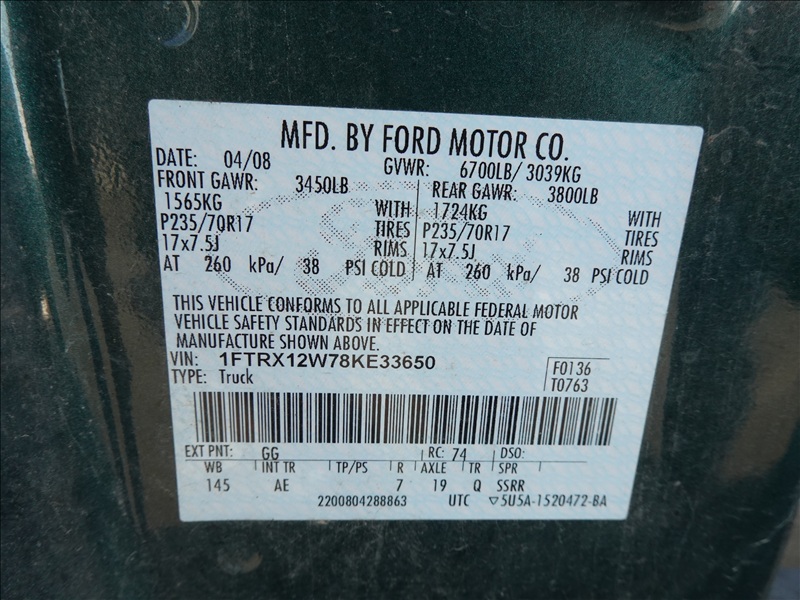 MFD. BY FORD MOTOR CO.
DATE: 04/08 GVWR: 6700LB/ 3039KG
FRONT GAWR: 3450LB REAR GAWR: 3800LB
1565KG WITH 1724KG WITH
P235/70R17 TIRES P235/70R17 TIRES
17x7.5J RIMS 17x7.5J RIMS
AT 260 kPa/ 38 PSI COLD AT 260 kPa/ 38 PSI COLD
THIS VEHICLE CONFORMS TO ALL APPLICABLE FEDERAL MOTOR
VEHICLE SAFETY STANDARDS IN EFFECT ON THE DATE OF
MANUFACTURE SHOWN ABOVE.
VIN: 1FTRX12W78KE33650 F0136
TYPE: Truck T0763
EXT PNT: GG RC: 74 DSO:
WB INT TR TP/PS R AXLE TR SPR
145 AE 7 19 Q SSRR
2200804288863 UTC ▽5U5A-1520472-BA